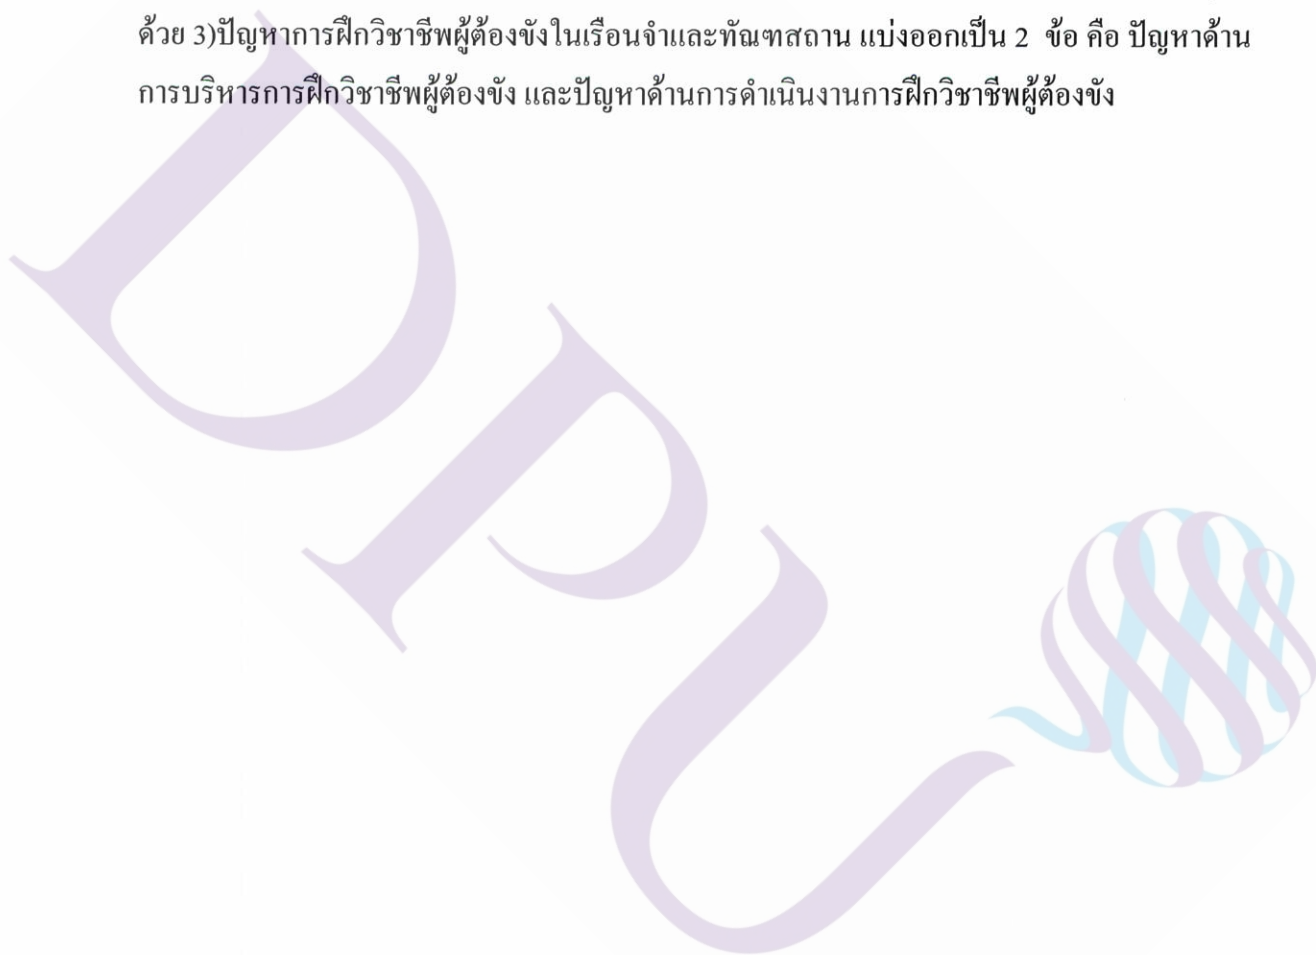 ด้วย 3)ปัญหาการฝึกวิชาชีพผู้ต้องขังในเรือนจำและทัณฑสถาน แบ่งออกเป็น 2  ข้อ คือ ปัญหาด้าน
การบริหารการฝึกวิชาชีพผู้ต้องขัง และปัญหาด้านการดำเนินงานการฝึกวิชาชีพผู้ต้องขัง
DPU